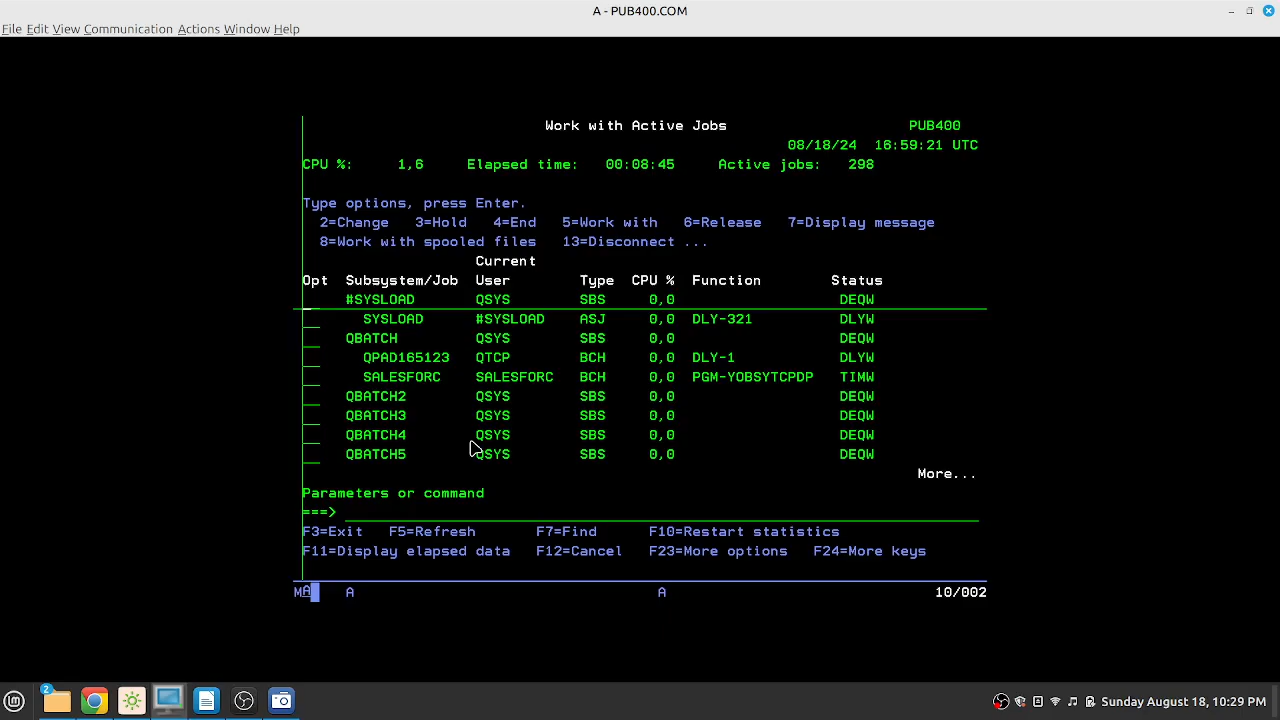 A - PUB400.COM
File Edit View Communication Actions Window Help
Work with Active Jobs PUB400
08/18/24 16:59:21 UTC
CPU %: 1,6 Elapsed time: 00:08:45 Active jobs: 298
Type options, press Enter.
2=Change 3=Hold 4=End 5=Work with 6=Release 7=Display message
8=Work with spooled files 13=Disconnect ...
Current
Opt Subsystem/Job User Type CPU % Function Status
#SYSLOAD QSYS SBS 0,0 DEQW
SYSLOAD #SYSLOAD ASJ 0,0 DLY-321 DLYW
QBATCH QSYS SBS 0,0 DEQW
QPAD165123 QTCP BCH 0,0 DLY-1 DLYW
SALESFORC SALESFORC BCH 0,0 PGM-YOBSYTCPDP TIMW
QBATCH2 QSYS SBS 0,0 DEQW
QBATCH3 QSYS SBS 0,0 DEQW
QBATCH4 QSYS SBS 0,0 DEQW
QBATCH5 QSYS SBS 0,0 DEQW
More...
Parameters or command
===>
F3=Exit F5=Refresh F7=Find F10=Restart statistics
F11=Display elapsed data F12=Cancel F23=More options F24=More keys
MA A A 10/002
2
Sunday August 18, 10:29 PM